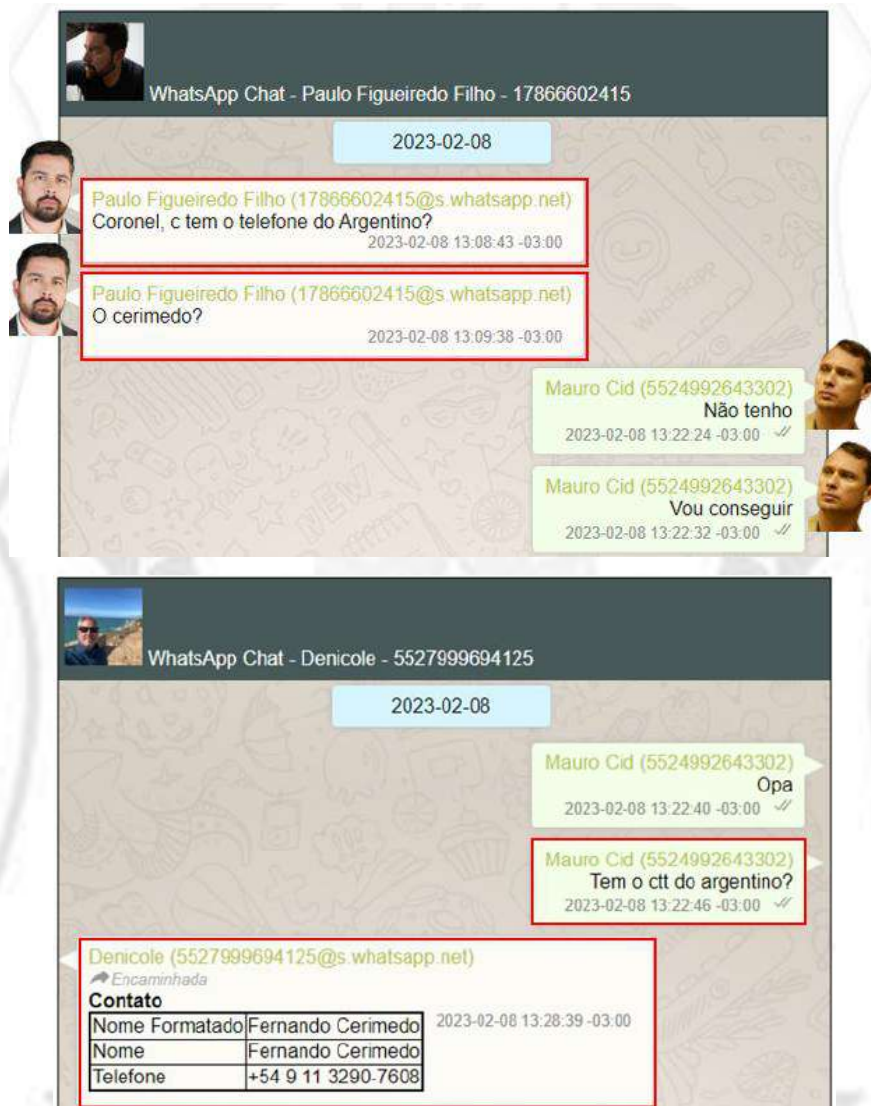 WhatsApp Chat - Paulo Figueiredo Filho - 17866602415
2023-02-08
Paulo Figueiredo Filho (17866602415@s.whatsapp.net)
Coronel, c tem o telefone do Argentino?
2023-02-08 13:08:43 -03:00
Paulo Figueiredo Filho (17866602415@s.whatsapp.net)
O cerimedo?
2023-02-08 13:09:38 -03:00
Mauro Cid (5524992643302)
Não tenho
2023-02-08 13:22:24 -03:00
Mauro Cid (5524992643302)
Vou conseguir
2023-02-08 13:22:32 -03:00
WhatsApp Chat - Denicole - 5527999694125
2023-02-08
Mauro Cid (5524992643302)
Opa
2023-02-08 13:22:40 -03:00
Mauro Cid (5524992643302)
Tem o ctt do argentino?
2023-02-08 13:22:46 -03:00
Denicole (5527999694125@s.whatsapp.net)
Encaminhada
Contato
Nome Formatado Fernando Cerimedo 2023-02-08 13:28:39 -03:00
Nome Fernando Cerimedo
Telefone +54 9 11 3290-7608